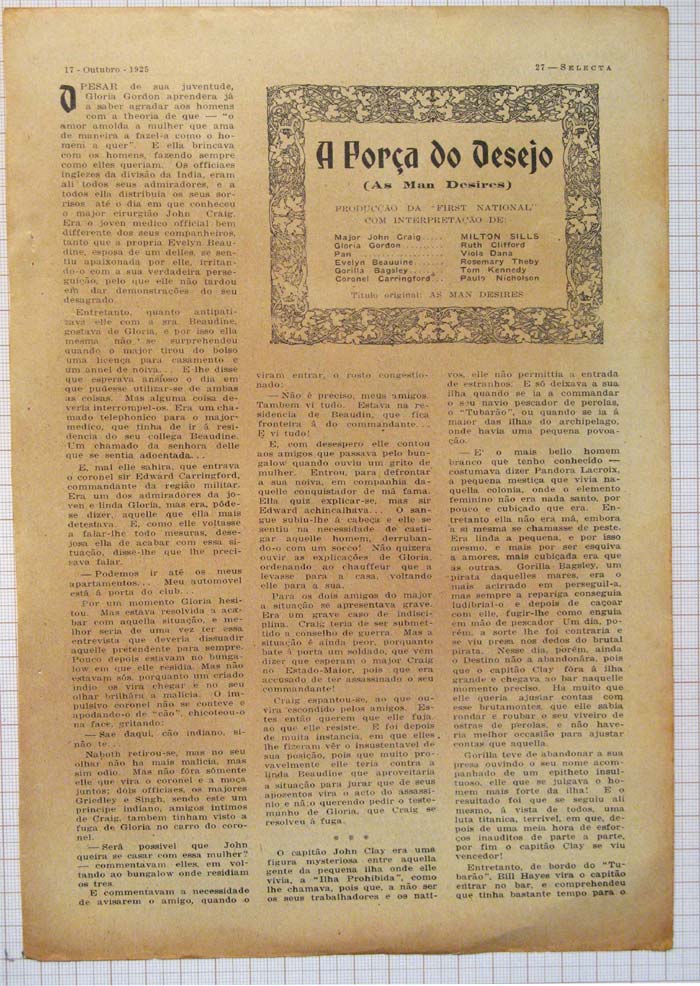 17 - Outubro - 1925
27 — SELECTA
A Força do Desejo
(As Man Desires)
PRODUCÇÃO DA "FIRST NATIONAL"
COM INTERPRETAÇÃO DE:
Major John Craig..... MILTON SILLS
Gloria Gordon......... Ruth Clifford
Pan ................. Viola Dana
Evelyn Beauuine....... Rosemary Theby
Gorilla Bagsley....... Tom Kennedy
Coronel Carringford... Paulo Nicholson
Titulo original: AS MAN DESIRES
APESAR de sua juventude,
Gloria Gordon aprendera já
a saber agradar aos homens
com a theoria de que — "o
amor amolda a mulher que ama
de maneira a fazel-a como o ho-
mem a quer". E ella brincava
com os homens, fazendo sempre
como elles queriam. Os officiaes
inglezes da divisão da India, eram
ali todos seus admiradores, e a
todos ella distribuia os seus sor-
risos até o dia em que conheceu
o major cirurgião John Craig.
Era o joven medico official bem
differente dos seus companheiros,
tanto que a propria Evelyn Beau-
dine, esposa de um delles, se sen-
tiu apaixonada por elle, irritan-
do-o com a sua verdadeira perse-
guição, pelo que elle não tardou
em dar demonstrações do seu
desagrado.
Entretanto, quanto antipati-
zava elle com a sra. Beaudine,
gostava de Gloria, e por isso ella
mesma não se surprehendeu
quando o major tirou do bolso
uma licença para casamento e
um annel de noiva... E lhe disse
que esperava ansioso o dia em
que pudesse utilizar-se de ambas
as coisas. Mas alguma coisa de-
veria interrompel-os. Era um cha-
mado telephonico para o major-
medico, que tinha de ir á resi-
dencia do seu collega Beaudine.
Um chamado da senhora delle
que se sentia adoentada...
E, mal elle sahira, que entrava
o coronel sir Edward Carringford,
commandante da região militar.
Era um dos admiradores da jo-
ven e linda Gloria, mas era, póde-
se dizer, aquelle que ella mais
detestava. E, como elle voltasse
a falar-lhe todo mesuras, dese-
josa ella de acabar com essa si-
tuação, disse-lhe que lhe preci-
sava falar.
— Podemos ir até os meus
apartamentos... Meu automovel
está á porta do club...
Por um momento Gloria hesi-
tou. Mas estava resolvida a aca-
bar com aquella situação, e me-
lhor seria de uma vez ter essa
entrevista que deveria dissuadir
aquelle pretendente para sempre.
Pouco depois estavam no bunga-
low em que elle residia. Mas não
estavam sós, porquanto um criado
indio os vira chegar e no seu
olhar brilhára a malicia. O im-
pulsivo coronel não se conteve e
apodando-o de "cão", chicoteou-o
na face, gritando:
— Sae daqui, cão indiano, si-
não te...
Naboth retirou-se, mas no seu
olhar não ha mais malicia, mas
sim odio. Mas não fôra sómente
elle que vira o coronel e a moça
juntos; dois officiaes, os majores
Griedley e Singh, sendo este um
principe indiano, amigos intimos
de Craig, tambem tinham visto a
fuga de Gloria no carro do coro-
nel.
— Será possivel que John
queira se casar com essa mulher?
— commentavam elles, em vol-
tando ao bungalow onde residiam
os tres.
E commentavam a necessidade
de avisarem o amigo, quando o
viram entrar, o rosto congestio-
nado:
— Não é preciso, meus amigos.
Tambem vi tudo. Estava na re-
sidencia de Beaudin, que fica
fronteira á do commandante...
E vi tudo!
E, com desespero elle contou
aos amigos que passava pelo bun-
galow quando ouviu um grito de
mulher. Entrou, para defrontar
a sua noiva, em companhia da-
quelle conquistador de má fama.
Ella quiz explicar-se, mas sir
Edward achincalhava... O san-
gue subiu-lhe á cabeça e elle se
sentiu na necessidade de casti-
gar aquelle homem, derruban-
do-o com um socco! Não quizera
ouvir as explicações de Gloria,
ordenando ao chauffeur que a
levasse para a casa, voltando
elle para a sua.
Para os dois amigos do major
a situação se apresentava grave.
Era um grave caso de indisci-
plina. Craig teria de ser submet-
tido a conselho de guerra. Mas a
situação é ainda peor, porquanto
bate á porta um soldado, que vem
dizer que esperam o major Craig
no Estado-Maior, pois que era
accusado de ter assassinado o seu
commandante!
Craig espantou-se, ao que ou-
vira escondido pelos amigos. Es-
tes então querem que elle fuja,
ao que elle resiste. E foi depois
de muita instancia, em que elles
lhe fizeram vêr o insustentavel de
sua posição, pois que muito pro-
vavelmente elle teria contra a
linda Beaudine que aproveitaria
a situação para jurar que de seus
aposentos vira o acto do assassi-
nio e não querendo pedir o teste-
munho de Gloria, que Craig se
resolveu á fuga.
* * *
O capitão John Clay era uma
figura mysteriosa entre aquella
gente da pequena ilha onde elle
vivia, a "Ilha Prohibida", como
lhe chamava, pois que, a não ser
os seus trabalhadores e os nati-
vos, elle não permittia a entrada
de estranhos. E só deixava a sua
ilha quando se ia a commandar
o seu navio pescador de perolas,
o "Tubarão", ou quando se ia á
maior das ilhas do archipelago,
onde havia uma pequena povoa-
ção.
— E' o mais bello homem
branco que tenho conhecido —
costumava dizer Pandora Lacroix,
a pequena mestiça que vivia na-
quella colonia, onde o elemento
feminino não era nada santo, por
pouco e cubiçado que era. En-
tretanto ella não era má, embora
a si mesma se chamasse de peste.
Era linda a pequena, e por isso
mesmo, e mais por ser esquiva
a amores, mais cubiçada era que
as outras. Gorilla Bagsley, um
pirata daquelles mares, era o
mais acirrado em perseguil-a,
mas sempre a repariga conseguia
ludibrial-o e depois de caçoar
com elle, fugir-lhe como enguia
em mão de pescador. Um dia, po-
rém, a sorte lhe foi contraria e
se viu presa nos dedos do brutal
pirata. Nesse dia, porém, ainda
o Destino não a abandonára, pois
que o capitão Clay fôra á ilha
grande e chegava ao bar naquelle
momento preciso. Ha muito que
elle queria ajustar contas com
esse brutamontes, que elle sabia
rondar e roubar o seu viveiro de
ostras de perolas, e não have-
ria melhor occasião para ajustar
contas que aquella.
Gorilla teve de abandonar a sua
presa ouvindo o seu nome acom-
panhado de um epitheto insul-
tuoso, elle que se julgava o ho-
mem mais forte da ilha! E o
resultado foi que se seguiu ali
mesmo, á vista de todos, uma
luta titanica, terrivel, em que, de-
pois de uma meia hora de esfor-
ços inauditos de parte a parte,
por fim o capitão Clay se viu
vencedor!
Entretanto, de bordo do "Tu-
barão", Bill Hayes vira o capitão
entrar no bar, e comprehendeu
que tinha bastante tempo para o